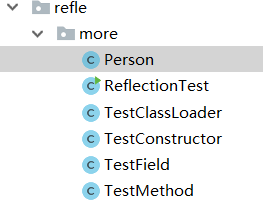 refle
more
Person
ReflectionTest
TestClassLoader
TestConstructor
TestField
TestMethod